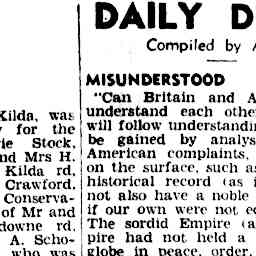 DAILY D
Compiled by
MISUNDERSTOOD
"Can Britain and A
understand each othe
will follow understandi
be gained by analys
American complaints,
on the surface, such as
historical record (as i
not also have a noble
if our own were not e
The sordid Empire (a
pire had not held a
globe in peace, order,
Kilda, was
for the
ie Stock,
nd Mrs H.
Kilda rd,
Crawford,
Conserva-
of Mr and
downe rd.
A. Scho-
who was